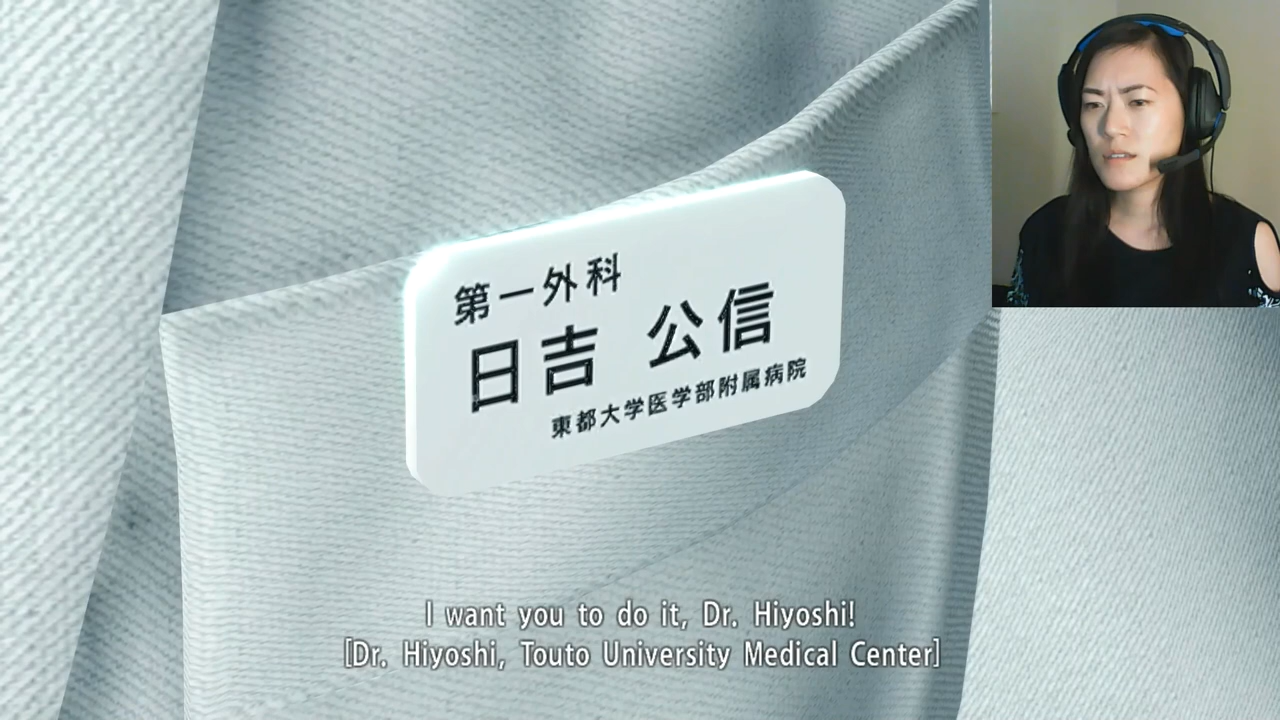 第一外科
日吉 公信
東都大学医学部附属病院
I want you to do it, Dr. Hiyoshi!
[Dr. Hiyoshi, Touto University Medical Center]